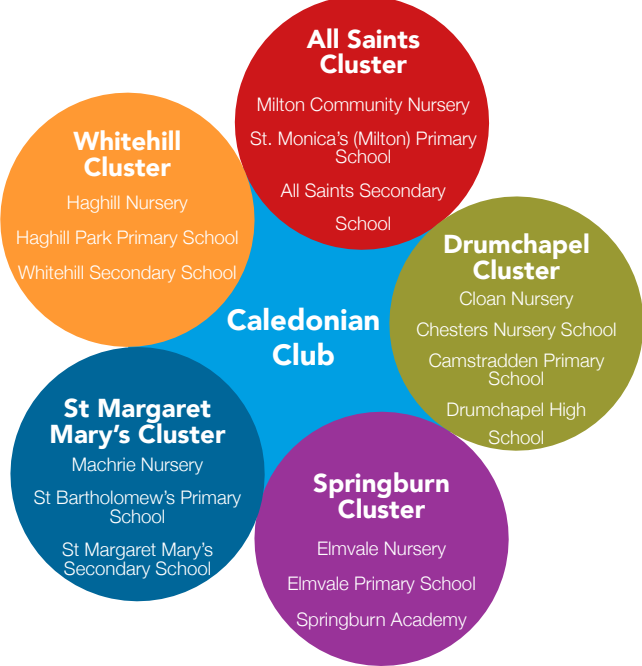 All Saints
Cluster
Milton Community Nursery
St. Monica's (Milton) Primary
School
All Saints Secondary
School
Whitehill
Cluster
Haghill Nursery
Haghill Park Primary School
Whitehill Secondary School
Drumchapel
Cluster
Cloan Nursery
Chesters Nursery School
Camstradden Primary
School
Drumchapel High
School
Caledonian
Club
St Margaret
Mary's Cluster
Machrie Nursery
St Bartholomew's Primary
School
St Margaret Mary's
Secondary School
Springburn
Cluster
Elmvale Nursery
Elmvale Primary School
Springburn Academy